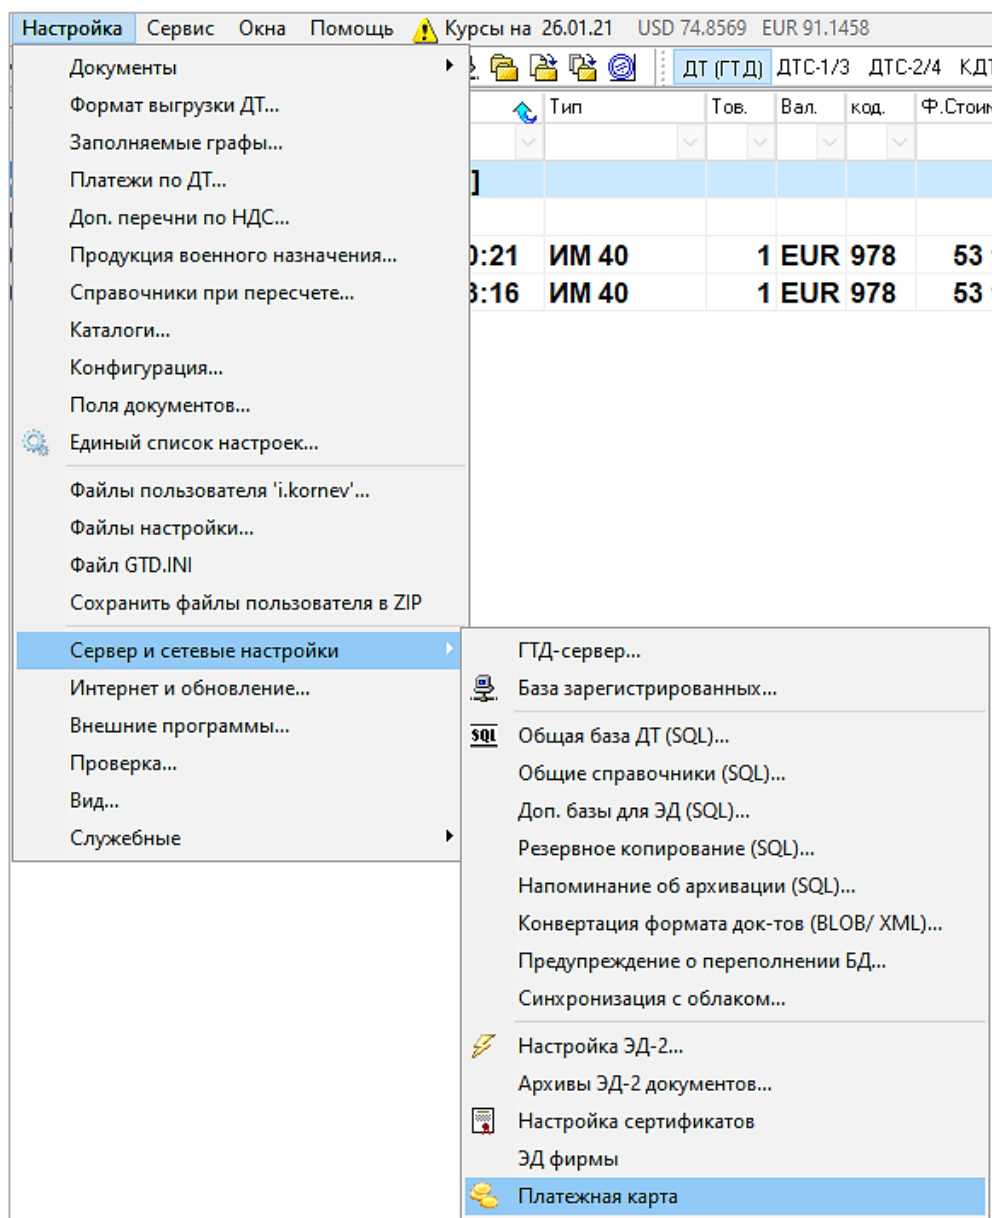 Настройка Сервис Окна Помощь Курсы на 26.01.21 USD 74.8569 EUR 91.1458
ДТ (ГТД) ДТС-1/3 ДТС-2/4
Тип Тов. Вал. код.
]
:21 ИМ 40 1 EUR 978 53
:16 ИМ 40 1 EUR 978 53
Документы
Формат выгрузки ДТ...
Заполняемые графы...
Платежи по ДТ...
Доп. перечни по НДС...
Продукция военного назначения...
Справочники при пересчете...
Каталоги...
Конфигурация...
Поля документов...
Единый список настроек...
Файлы пользователя 'i.kornev'...
Файлы настройки...
Файл GTD.INI
Сохранить файлы пользователя в ZIP
Сервер и сетевые настройки
Интернет и обновление...
Внешние программы...
Проверка...
Вид...
Служебные
ГТД-сервер...
База зарегистрированных...
SQL Общая база ДТ (SQL)...
Общие справочники (SQL)...
Доп. базы для ЭД (SQL)...
Резервное копирование (SQL)...
Напоминание об архивации (SQL)...
Конвертация формата док-тов (BLOB/ XML)...
Предупреждение о переполнении БД...
Синхронизация с облаком...
Настройка ЭД-2...
Архивы ЭД-2 документов...
Настройка сертификатов
ЭД фирмы
Платежная карта